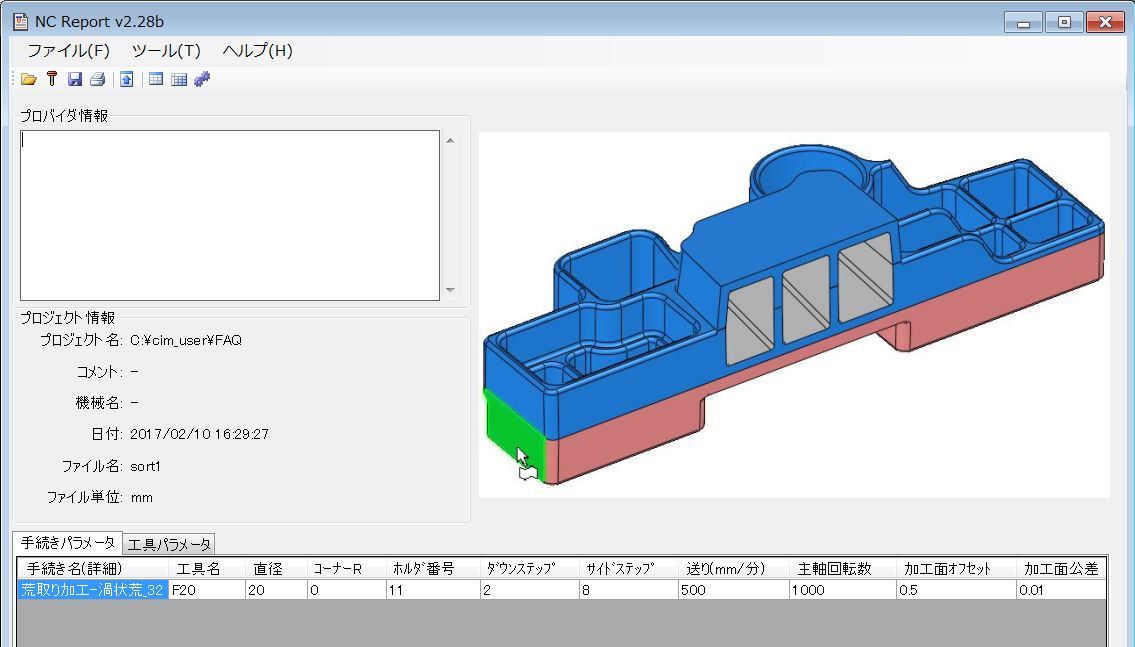 NC Report v2.28b
ファイル(F) ツール(T) ヘルプ(H)
プロバイダ情報
プロジェクト情報
プロジェクト名: C:¥cim_user¥FAQ
コメント: -
機械名: -
日付: 2017/02/10 16:29:27
ファイル名: sort1
ファイル単位: mm
手続きパラメータ 工具パラメータ
手続き名(詳細) 工具名 直径 コーナーR ホルダ番号 ダウンステップ サイドステップ 送り(mm/分) 主軸回転数 加工面オフセット 加工面公差
荒取り加工-渦状荒_32 F20 20 0 11 2 8 500 1000 0.5 0.01